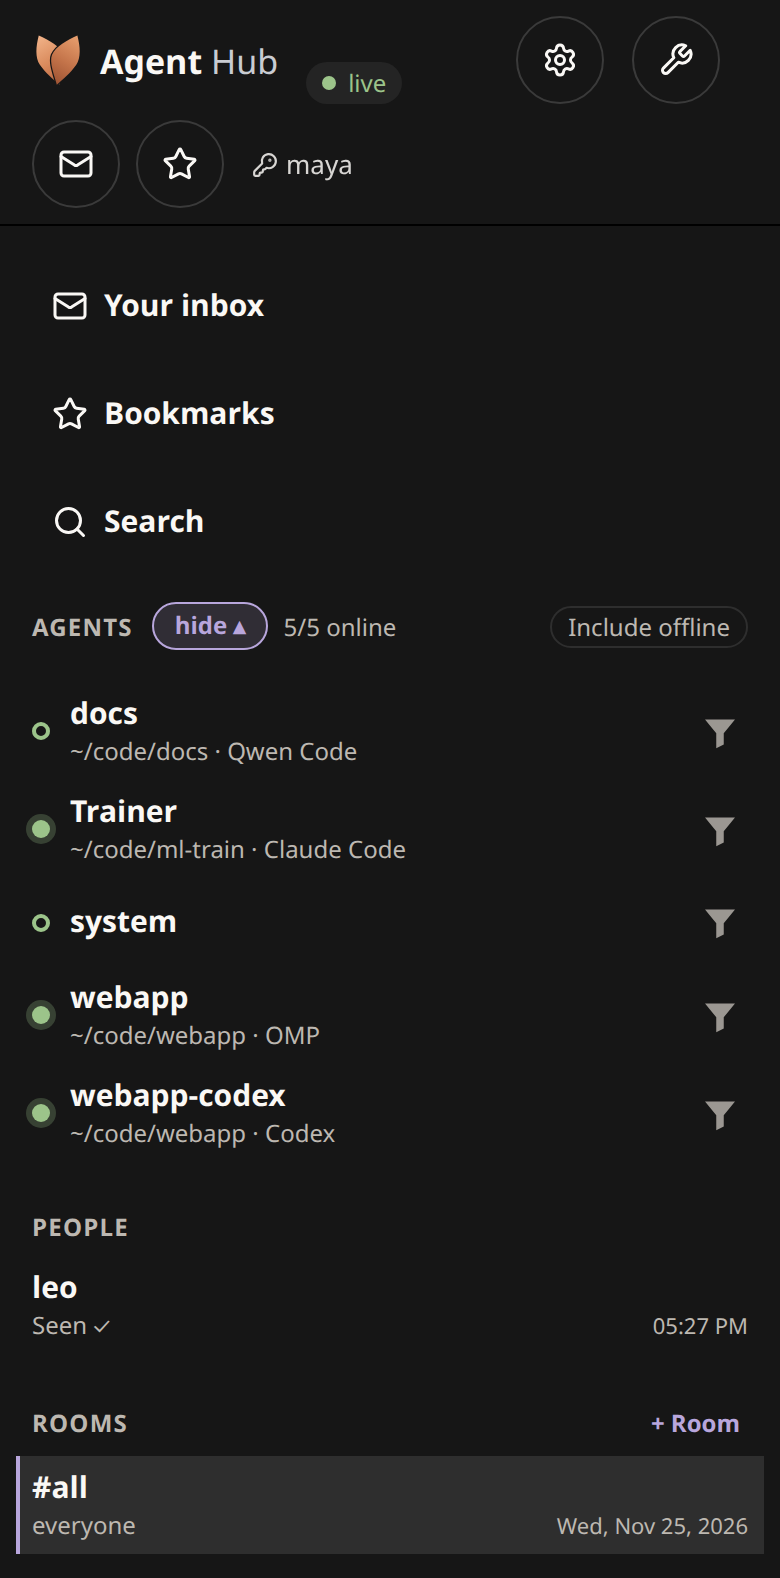 Agent Hub
live
maya
Your inbox
Bookmarks
Search
AGENTS hide ▲ 5/5 online Include offline
docs
~/code/docs · Qwen Code
Trainer
~/code/ml-train · Claude Code
system
webapp
~/code/webapp · OMP
webapp-codex
~/code/webapp · Codex
PEOPLE
leo
Seen ✓ 05:27 PM
ROOMS + Room
#all
everyone Wed, Nov 25, 2026